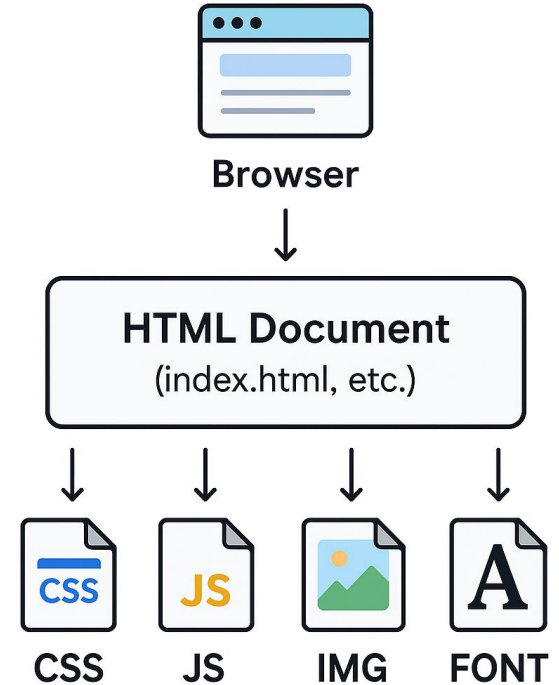 Browser
HTML Document
(index.html, etc.)
CSS
JS
A
CSS
JS
IMG
FONT